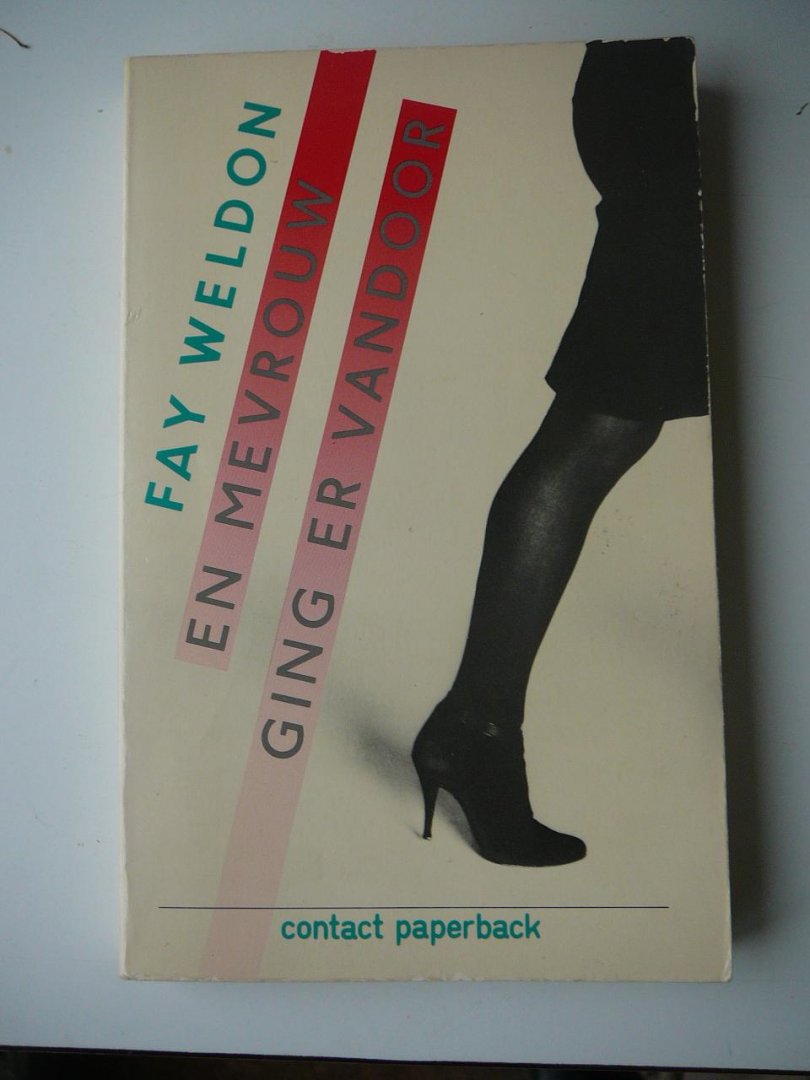 FAY WELDON
EN MEVROUW
GING ER VANDOOR
contact paperback